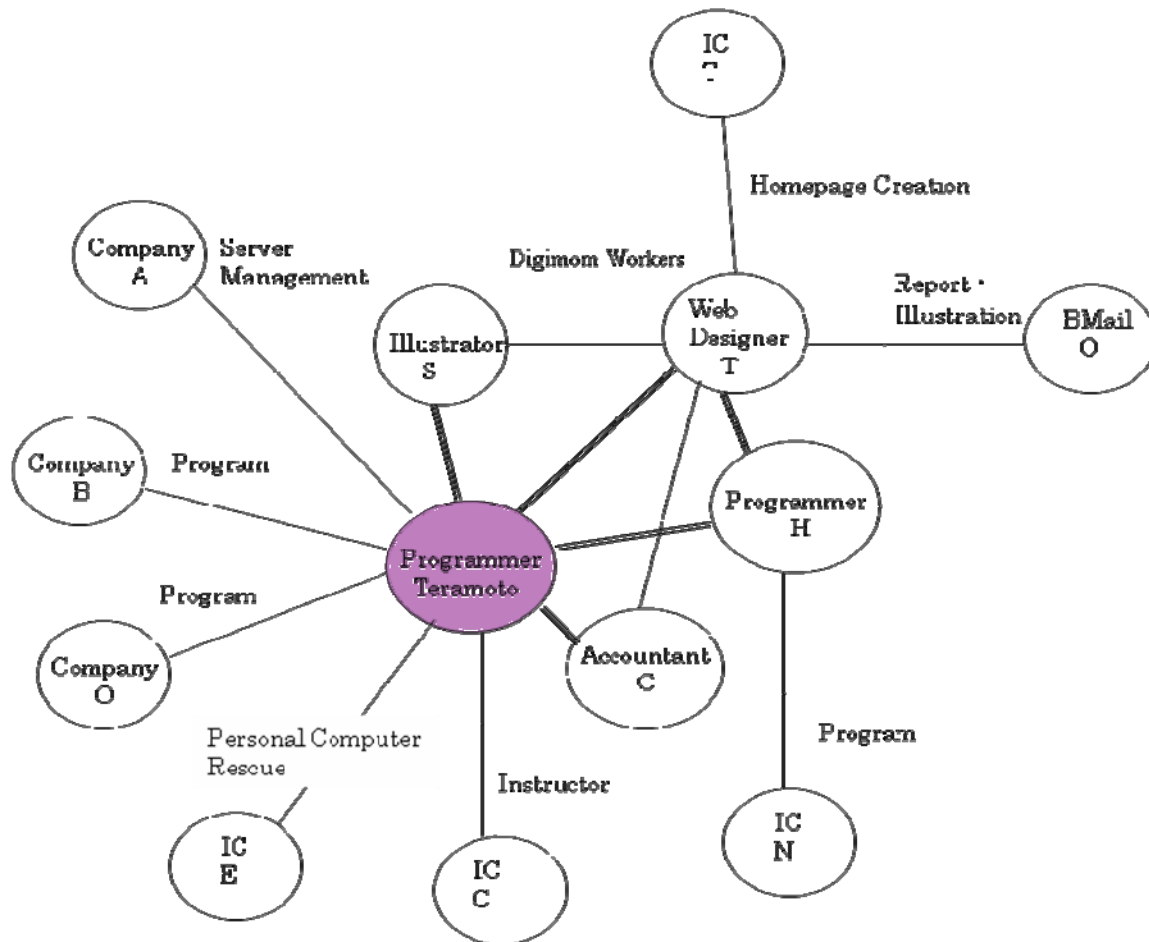 IC
Homepage Creation
Company
A
Server
Management
Digimom Workers
Illustrator
S
Web
Designer
T
Report・
Illustration
BMail
O
Company
B
Program
Programmer
H
Programmer
Teramoto
Program
Company
O
Accountant
C
Personal Computer
Rescue
Instructor
Program
IC
E
IC
C
IC
N